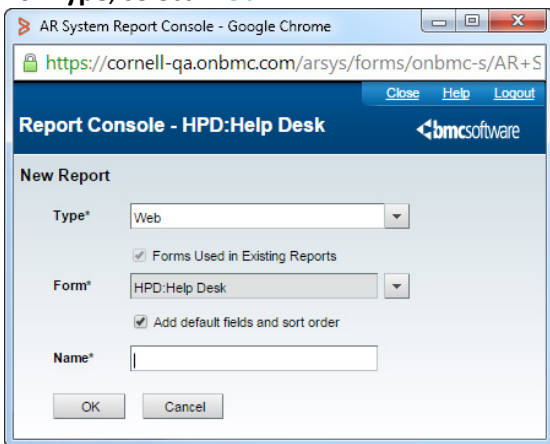 AR System Report Console - Google Chrome
https://cornell-qa.onbmc.com/arsys/forms/onbmc-s/AR+S
Close Help Logout
Report Console - HPD:Help Desk
bmcsoftware
New Report
Type* Web
Forms Used in Existing Reports
Form* HPD:Help Desk
Add default fields and sort order
Name*
OK Cancel